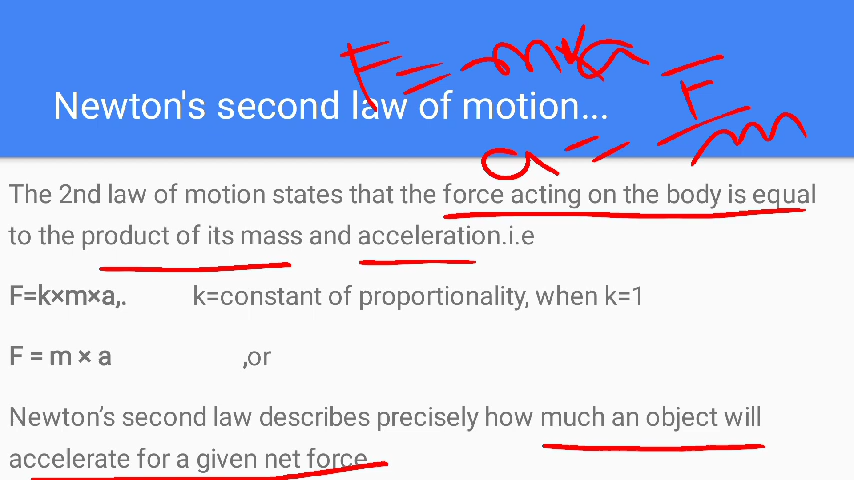 F = m x a
Newton's second law of motion...
a = F/m
The 2nd law of motion states that the force acting on the body is equal
to the product of its mass and acceleration.i.e
F=k×m×a,. k=constant of proportionality, when k=1
F = m × a ,or
Newton’s second law describes precisely how much an object will
accelerate for a given net force